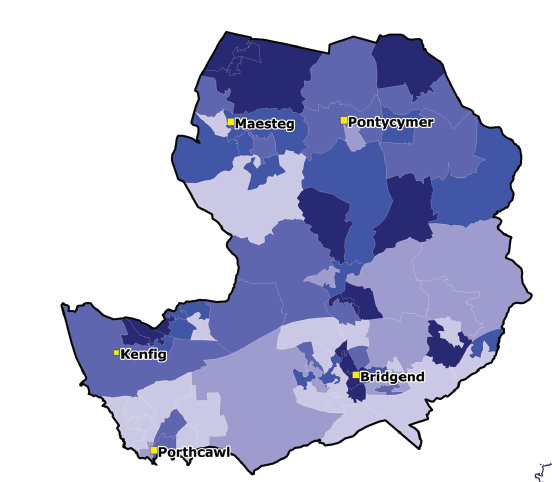 Maesteg
Pontycymer
Kenfig
Bridgend
Porthcawl